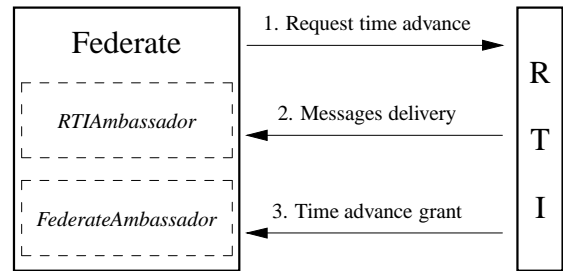 Federate
1. Request time advance
RTIAmbassador
2. Messages delivery
FederateAmbassador
3. Time advance grant
R
T
I